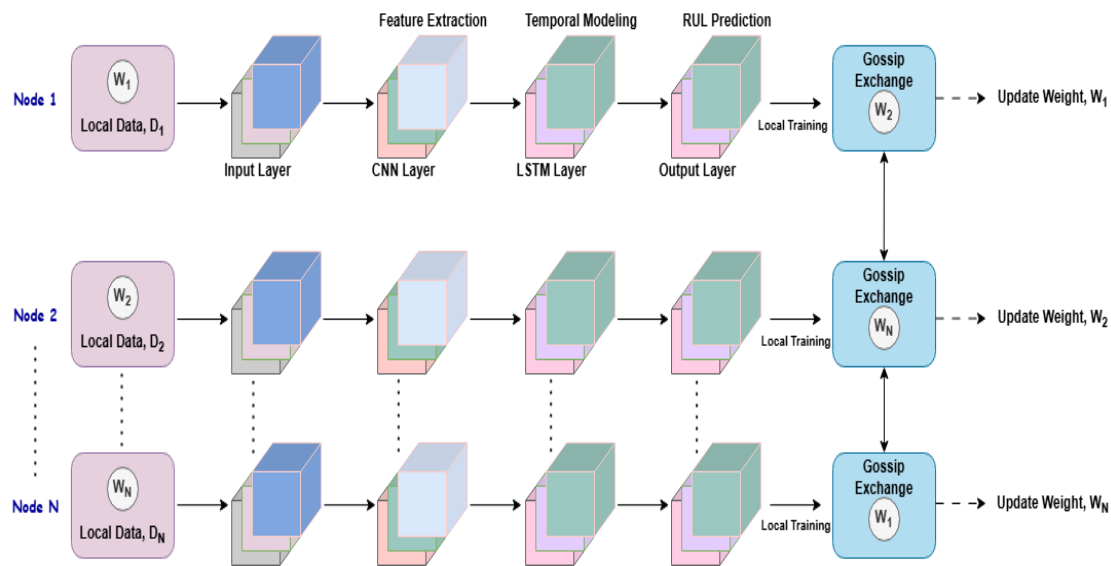 Feature Extraction
Temporal Modeling
RUL Prediction
Node 1
W1
Local Data, D1
Input Layer
CNN Layer
LSTM Layer
Output Layer
Local Training
Gossip
Exchange
W2
Update Weight, W1
Node 2
W2
Local Data, D2
Local Training
Gossip
Exchange
WN
Update Weight, W2
Node N
WN
Local Data, DN
Local Training
Gossip
Exchange
W1
Update Weight, WN